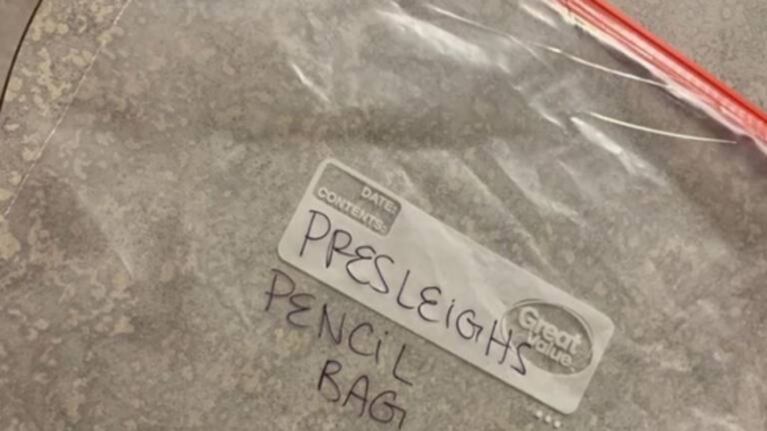 DATE:
CONTENTS:
PRESLEIGHS
Great
Value
PENCiL
BAG